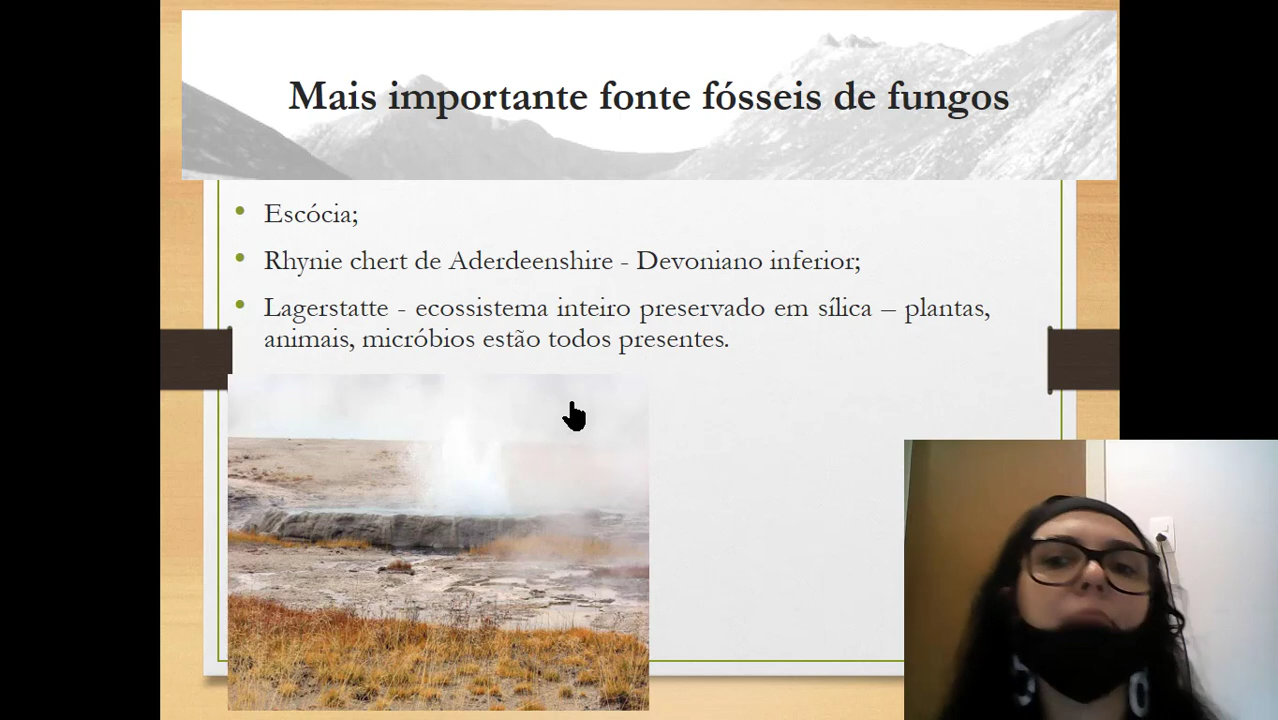 Mais importante fonte fósseis de fungos
• Escócia;
• Rhynie chert de Aderdeenshire - Devoniano inferior;
• Lagerstatte - ecossistema inteiro preservado em sílica – plantas,
animais, micróbios estão todos presentes.